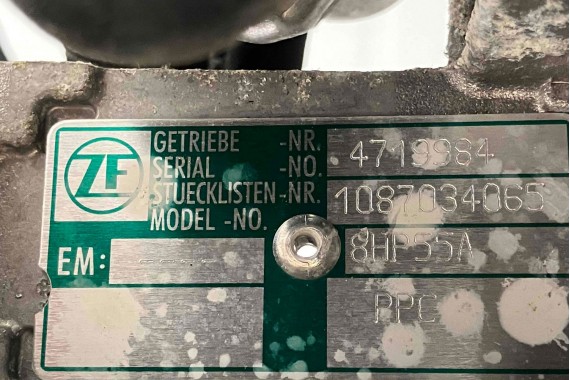 ZF
GETRIEBE -NR. 4719984
SERIAL -NO.
STUECKLISTEN-NR. 1087034065
MODEL -NO.
EM: 8HP55A
PPC